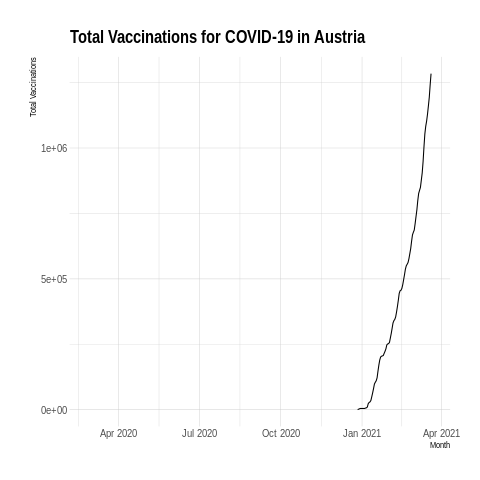 Total Vaccinations for COVID-19 in Austria
Total Vaccinations
1e+06
5e+05
0e+00
Apr 2020 Jul 2020 Oct 2020 Jan 2021 Apr 2021
Month